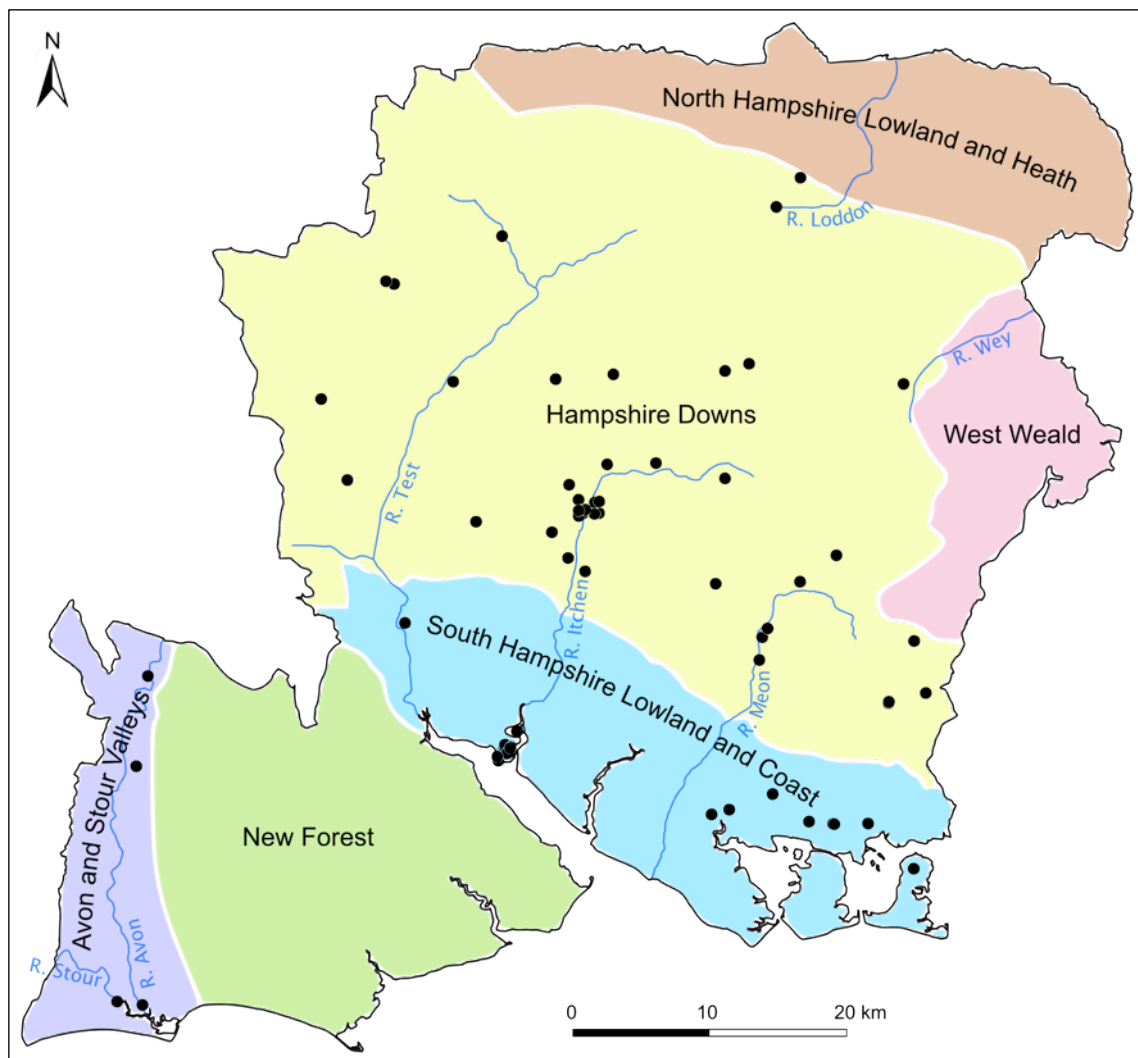 N
North Hampshire Lowland and Heath
R. Loddon
R. Wey
Hampshire Downs
West Weald
R. Test
R. Itchen
South Hampshire Lowland and Coast
R. Meon
Avon and Stour Valleys
New Forest
R. Avon
R. Stour
0 10 20 km